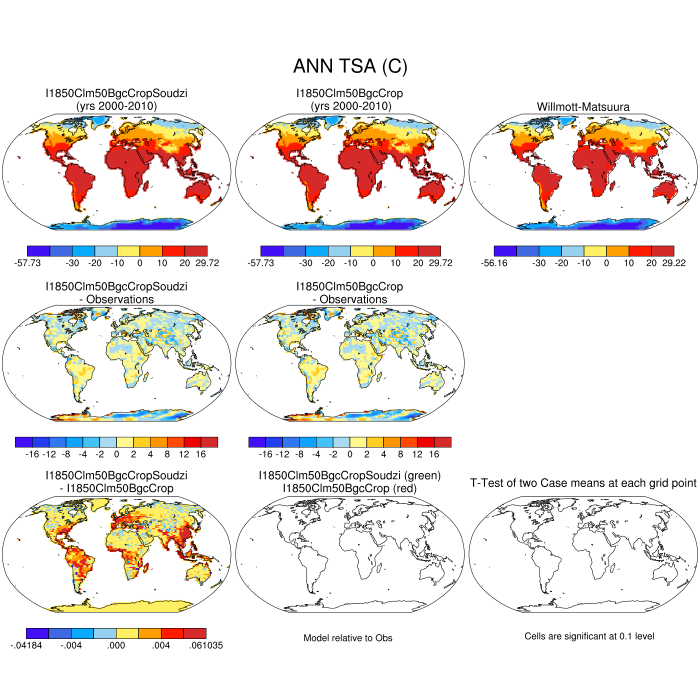 ANN TSA (C)
I1850Clm50BgcCropSoudzi
(yrs 2000-2010)
I1850Clm50BgcCrop
(yrs 2000-2010)
Willmott-Matsuura
-57.73 -30 -20 -10 0 10 20 29.72
-57.73 -30 -20 -10 0 10 20 29.72
-56.16 -30 -20 -10 0 10 20 29.22
I1850Clm50BgcCropSoudzi
- Observations
I1850Clm50BgcCrop
- Observations
-16 -12 -8 -4 -2 0 2 4 8 12 16
-16 -12 -8 -4 -2 0 2 4 8 12 16
I1850Clm50BgcCropSoudzi
- I1850Clm50BgcCrop
I1850Clm50BgcCropSoudzi (green)
I1850Clm50BgcCrop (red)
T-Test of two Case means at each grid point
-.04184 -.004 .000 .004 .061035
Model relative to Obs
Cells are significant at 0.1 level